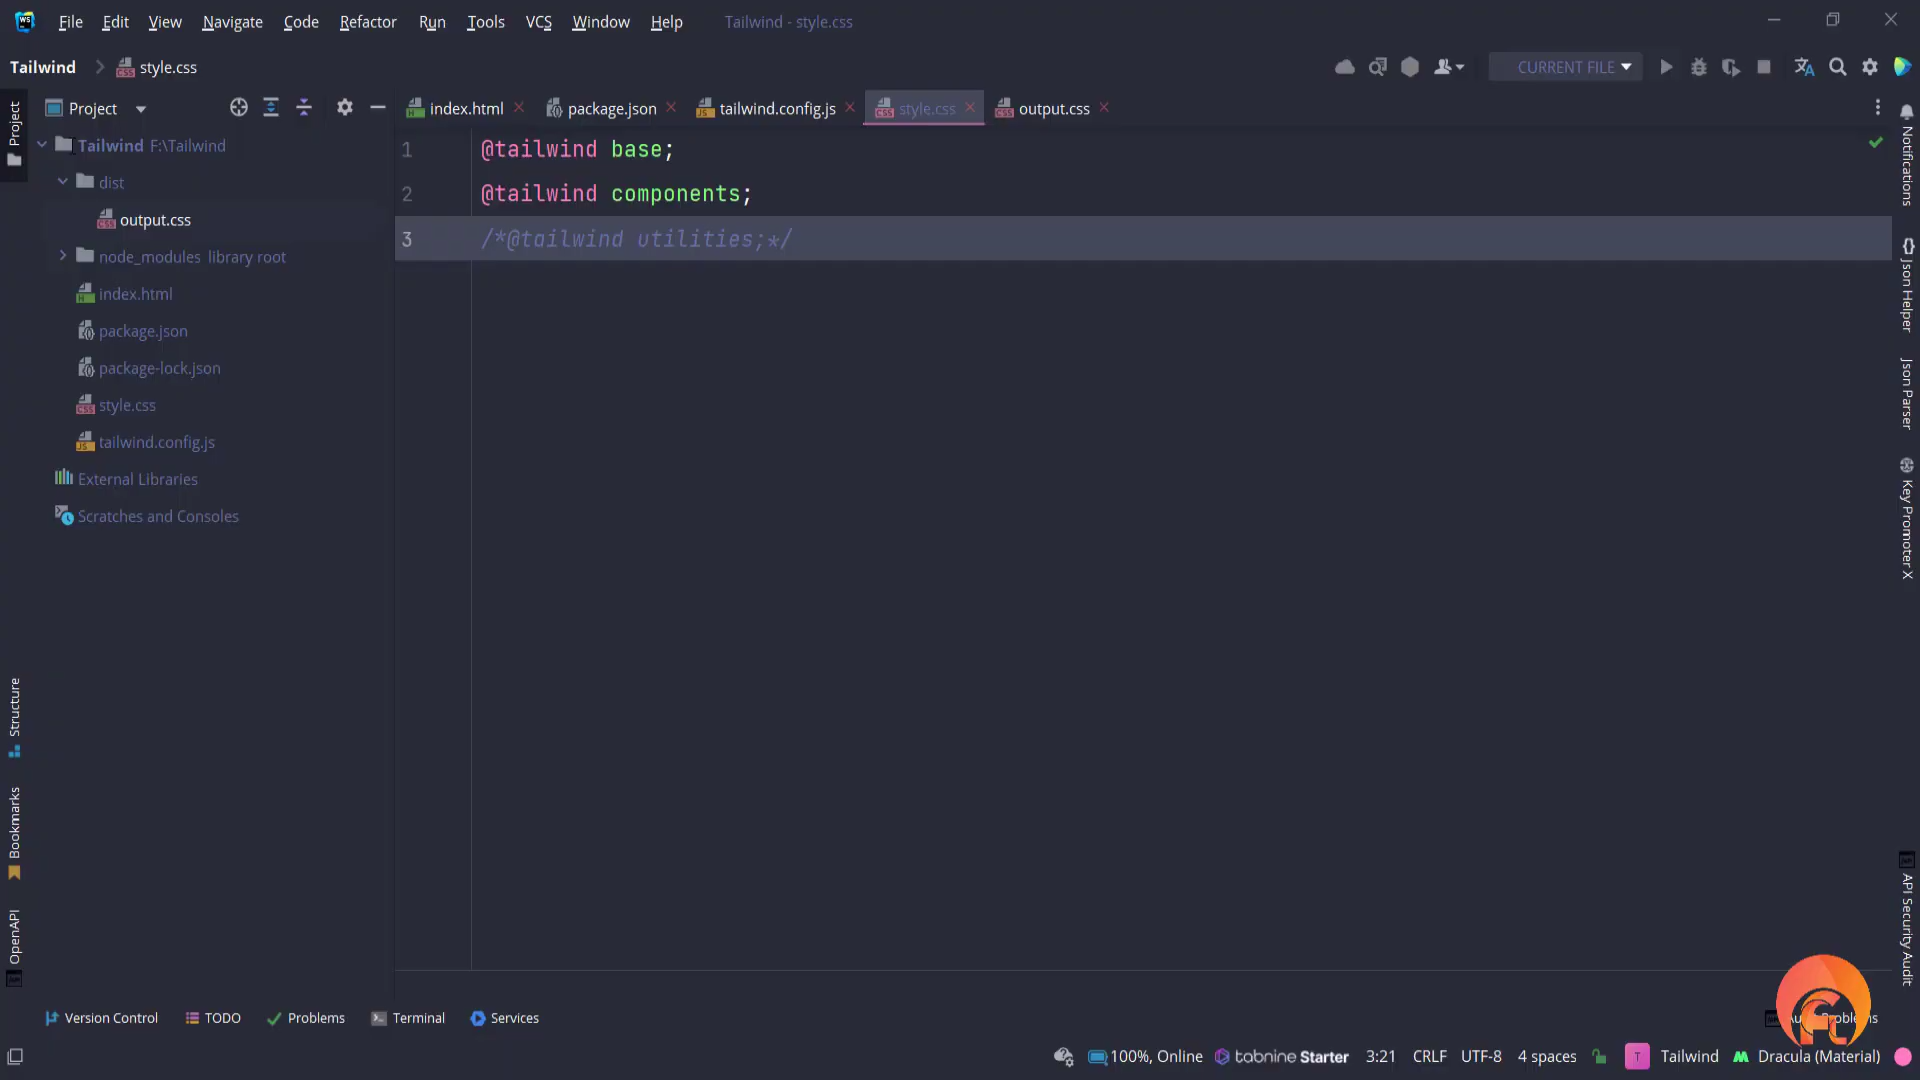 File Edit View Navigate Code Refactor Run Tools VCS Window Help Tailwind - style.css
Tailwind style.css CURRENT FILE
Project index.html package.json tailwind.config.js style.css output.css
Tailwind F:\Tailwind
dist
output.css
node_modules library root
index.html
package.json
package-lock.json
style.css
tailwind.config.js
External Libraries
Scratches and Consoles
1 @tailwind base;
2 @tailwind components;
3 /*@tailwind utilities;*/
Project
Structure
Bookmarks
OpenAPI
Notifications
Json Helper
Json Parser
Key Promoter X
API Security Audit
Version Control TODO Problems Terminal Services
100%, Online tabnine Starter 3:21 CRLF UTF-8 4 spaces T Tailwind Dracula (Material)